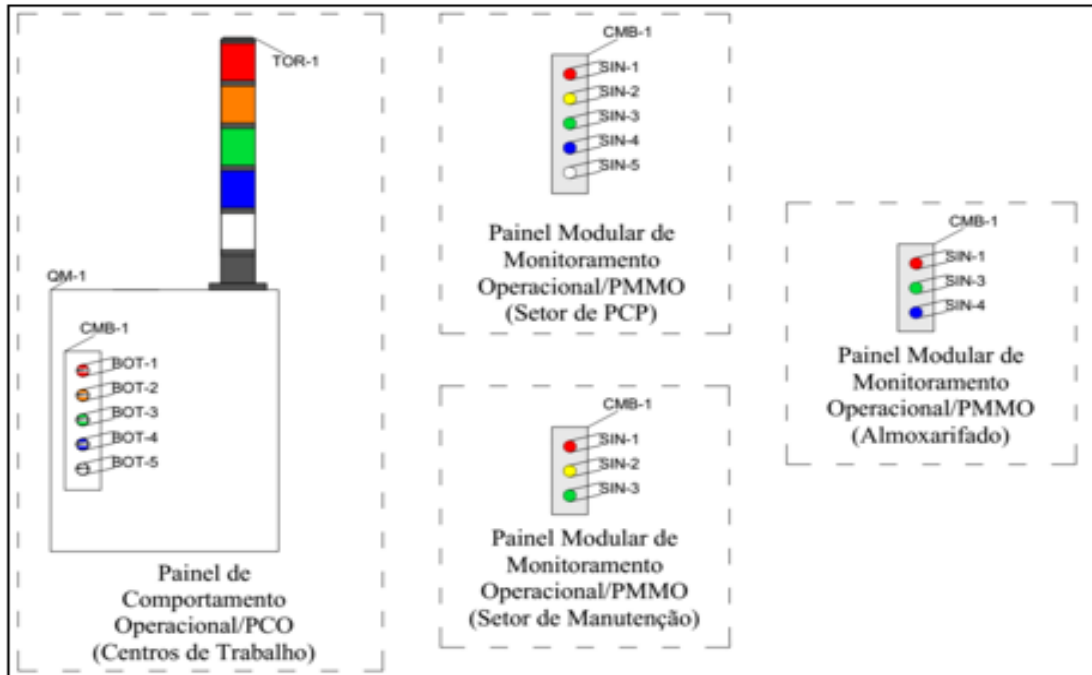 TOR-1
QM-1
CMB-1
BOT-1
BOT-2
BOT-3
BOT-4
BOT-5
Painel de
Comportamento
Operacional/PCO
(Centros de Trabalho)
CMB-1
SIN-1
SIN-2
SIN-3
SIN-4
SIN-5
Painel Modular de
Monitoramento
Operacional/PMMO
(Setor de PCP)
CMB-1
SIN-1
SIN-2
SIN-3
Painel Modular de
Monitoramento
Operacional/PMMO
(Setor de Manutenção)
CMB-1
SIN-1
SIN-3
SIN-4
Painel Modular de
Monitoramento
Operacional/PMMO
(Almoxarifado)